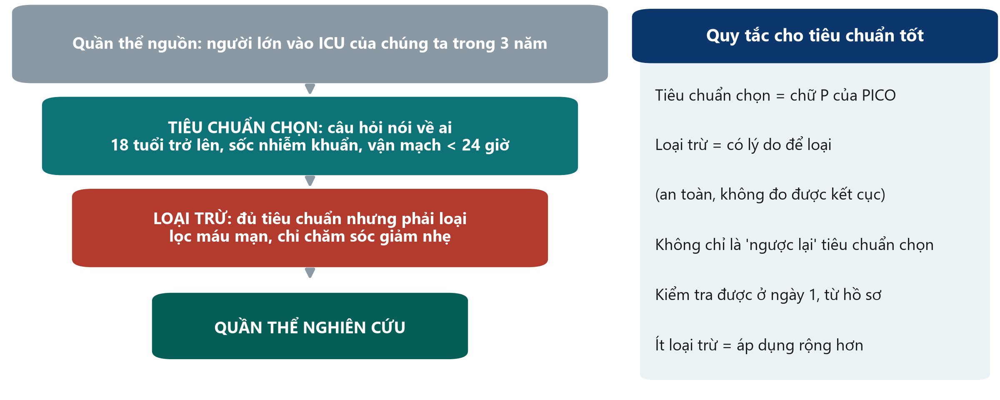 Quần thể nguồn: người lớn vào ICU của chúng ta trong 3 năm
TIÊU CHUẨN CHỌN: câu hỏi nói về ai
18 tuổi trở lên, sốc nhiễm khuẩn, vận mạch < 24 giờ
LOẠI TRỪ: đủ tiêu chuẩn nhưng phải loại
lọc máu mạn, chỉ chăm sóc giảm nhẹ
QUẦN THỂ NGHIÊN CỨU
Quy tắc cho tiêu chuẩn tốt
Tiêu chuẩn chọn = chữ P của PICO
Loại trừ = có lý do để loại
(an toàn, không đo được kết cục)
Không chỉ là 'ngược lại' tiêu chuẩn chọn
Kiểm tra được ở ngày 1, từ hồ sơ
Ít loại trừ = áp dụng rộng hơn